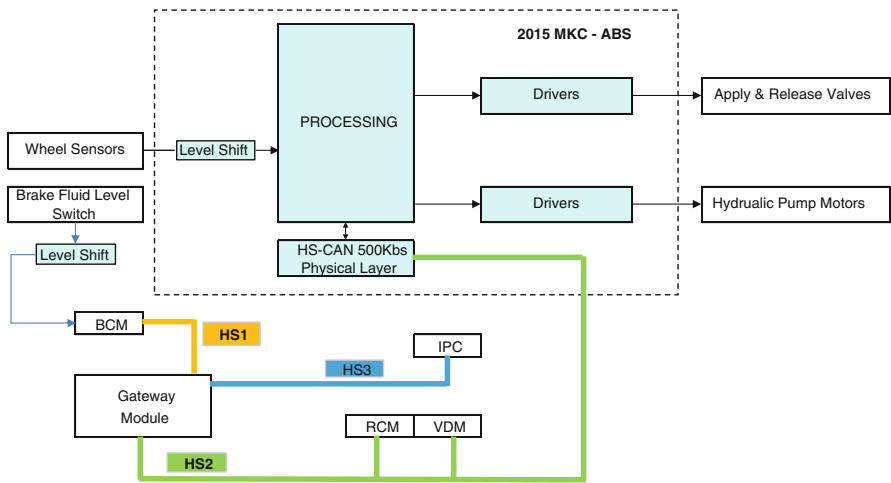 2015 MKC - ABS
PROCESSING
Drivers
Apply & Release Valves
Wheel Sensors
Level Shift
Brake Fluid Level
Switch
Drivers
Hydrualic Pump Motors
Level Shift
HS-CAN 500Kbs
Physical Layer
BCM
HS1
IPC
HS3
Gateway
Module
RCM
VDM
HS2